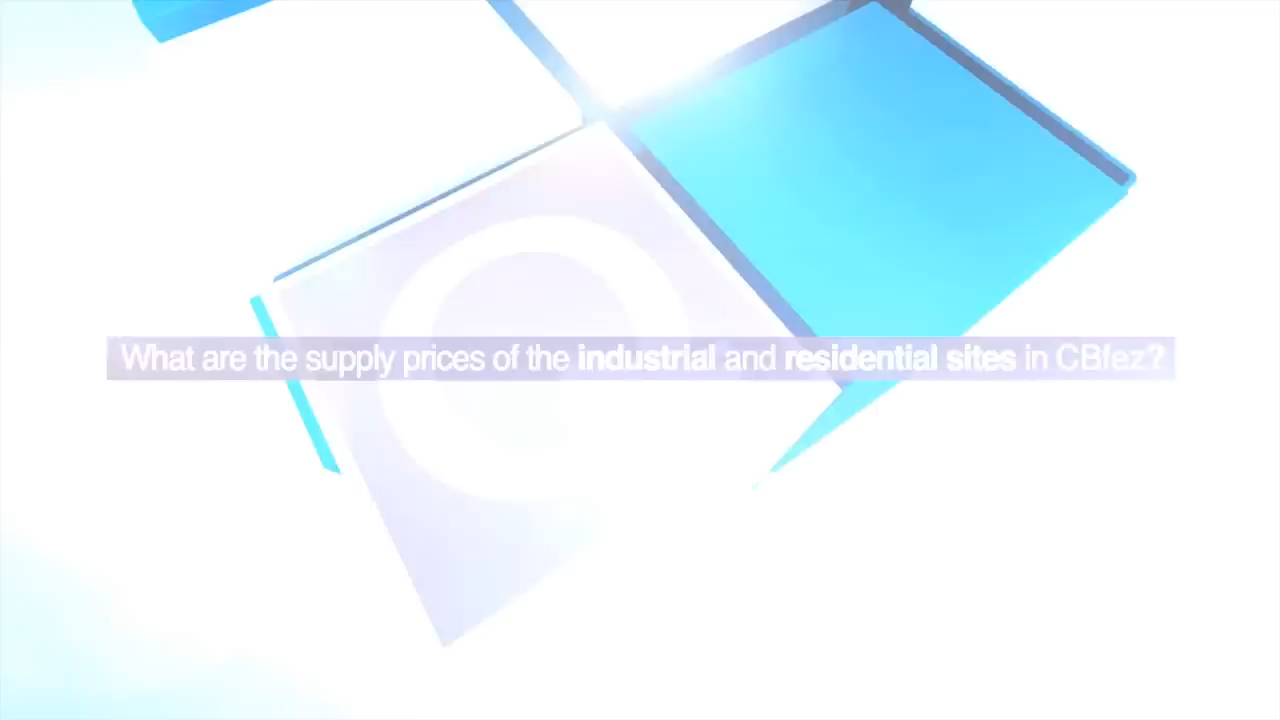 What are the supply prices of the industrial and residential sites in CBfez?